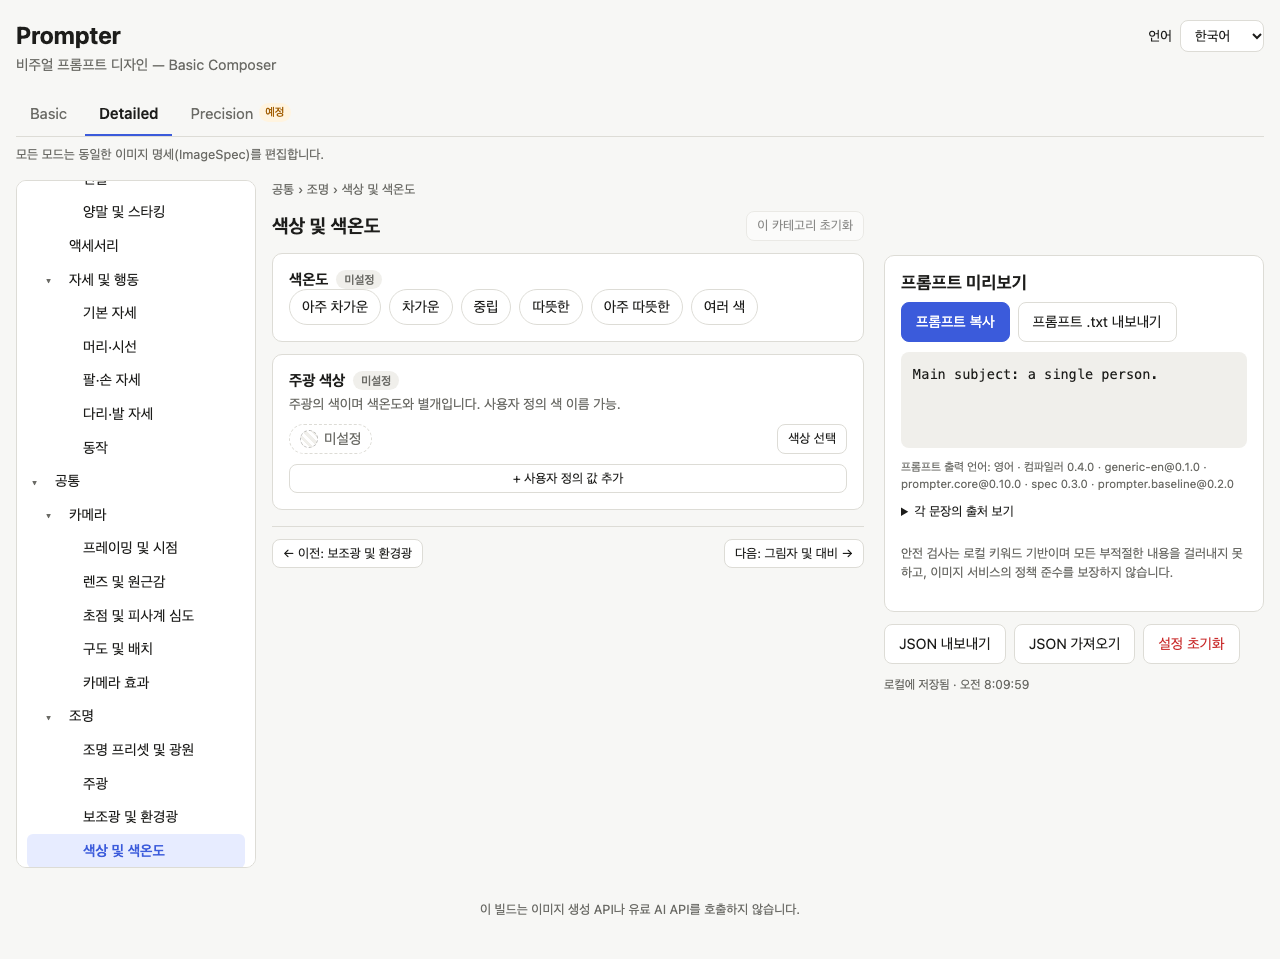 Prompter
비주얼 프롬프트 디자인 — Basic Composer
언어
한국어
Basic
Detailed
Precision 예정
모든 모드는 동일한 이미지 명세(ImageSpec)를 편집합니다.
양말 및 스타킹
액세서리
자세 및 행동
기본 자세
머리·시선
팔·손 자세
다리·발 자세
동작
공통
카메라
프레이밍 및 시점
렌즈 및 원근감
초점 및 피사계 심도
구도 및 배치
카메라 효과
조명
조명 프리셋 및 광원
주광
보조광 및 환경광
색상 및 색온도
공통 › 조명 › 색상 및 색온도
색상 및 색온도
이 카테고리 초기화
색온도 미설정
아주 차가운
차가운
중립
따뜻한
아주 따뜻한
여러 색
주광 색상 미설정
주광의 색이며 색온도와 별개입니다. 사용자 정의 색 이름 가능.
미설정
색상 선택
+ 사용자 정의 값 추가
← 이전: 보조광 및 환경광
다음: 그림자 및 대비 →
프롬프트 미리보기
프롬프트 복사
프롬프트 .txt 내보내기
Main subject: a single person.
프롬프트 출력 언어: 영어 · 컴파일러 0.4.0 · generic-en@0.1.0 ·
prompter.core@0.10.0 · spec 0.3.0 · prompter.baseline@0.2.0
▶ 각 문장의 출처 보기
안전 검사는 로컬 키워드 기반이며 모든 부적절한 내용을 걸러내지 못
하고, 이미지 서비스의 정책 준수를 보장하지 않습니다.
JSON 내보내기
JSON 가져오기
설정 초기화
로컬에 저장됨 · 오전 8:09:59
이 빌드는 이미지 생성 API나 유료 AI API를 호출하지 않습니다.